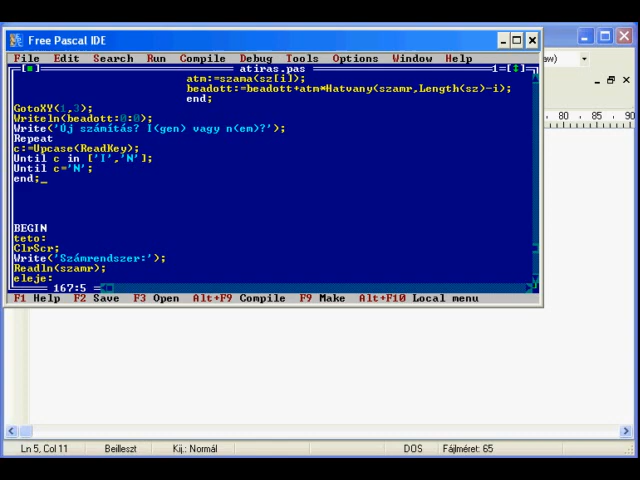 Free Pascal IDE
File Edit Search Run Compile Debug Tools Options Window Help
atiras.pas 1
atm:=szama(sz[i]);
beadott:=beadott+atm*Hatvany(szamr,Length(sz)-i);
end;
GotoXY(1,3);
Writeln(beadott:0:0);
Write('Új számítás? I(gen) vagy n(em)?');
Repeat
c:=Upcase(ReadKey);
Until c in ['I','N'];
Until c='N';
end;_
BEGIN
teto:
ClrScr;
Write('Számrendszer:');
Readln(szamr);
eleje:
167:5
F1 Help F2 Save F3 Open Alt+F9 Compile F9 Make Alt+F10 Local menu
80 85 90
Ln 5, Col 11 Beilleszt Kij.: Normál DOS Fájlméret: 65